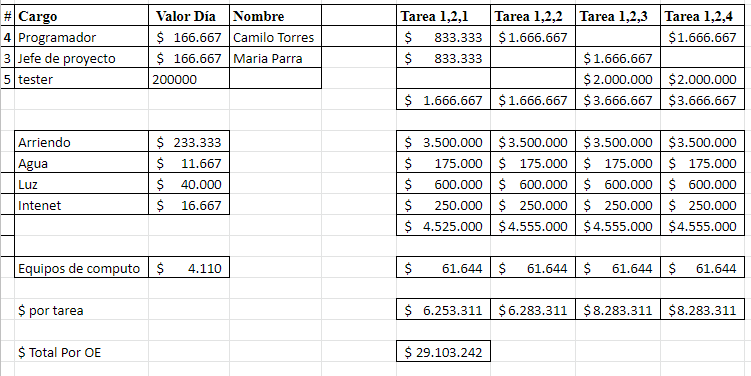 # Cargo Valor Día Nombre Tarea 1,2,1 Tarea 1,2,2 Tarea 1,2,3 Tarea 1,2,4
4 Programador $ 166.667 Camilo Torres $ 833.333 $ 1.666.667 $ 1.666.667
3 Jefe de proyecto $ 166.667 Maria Parra $ 833.333 $ 1.666.667
5 tester 200000 $ 2.000.000 $ 2.000.000
$ 1.666.667 $ 1.666.667 $ 3.666.667 $ 3.666.667
Arriendo $ 233.333 $ 3.500.000 $ 3.500.000 $ 3.500.000 $ 3.500.000
Agua $ 11.667 $ 175.000 $ 175.000 $ 175.000 $ 175.000
Luz $ 40.000 $ 600.000 $ 600.000 $ 600.000 $ 600.000
Intenet $ 16.667 $ 250.000 $ 250.000 $ 250.000 $ 250.000
$ 4.525.000 $ 4.555.000 $ 4.555.000 $ 4.555.000
Equipos de computo $ 4.110 $ 61.644 $ 61.644 $ 61.644 $ 61.644
$ por tarea $ 6.253.311 $ 6.283.311 $ 8.283.311 $ 8.283.311
$ Total Por OE $ 29.103.242